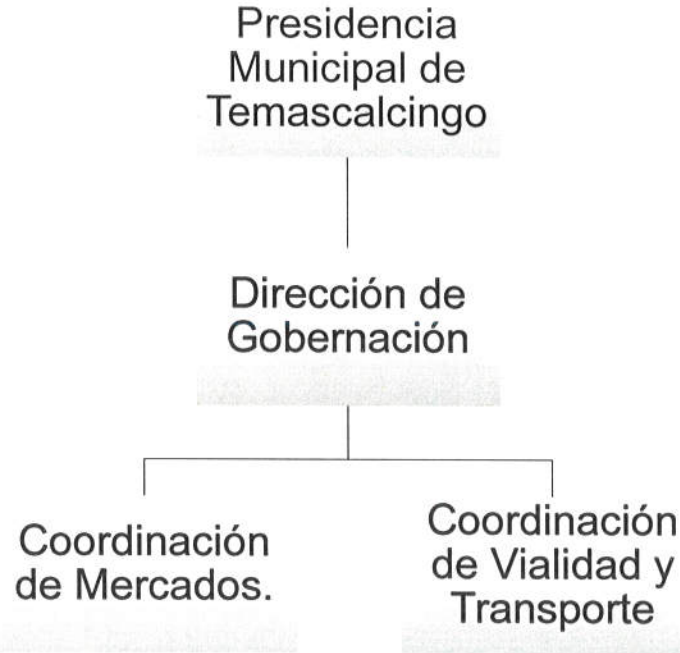 Presidencia
Municipal de
Temascalcingo
Dirección de
Gobernación
Coordinación
de Mercados.
Coordinación
de Vialidad y
Transporte